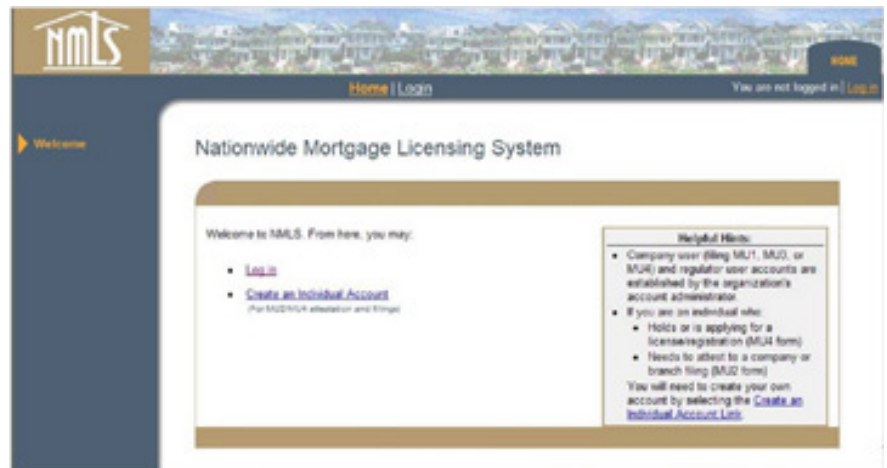 NMLS
HOME
Home | Login
You are not logged in | Log in
Welcome
Nationwide Mortgage Licensing System
Welcome to NMLS. From here, you may:
Log in
Create an Individual Account
(For MU2/MU4 attestation and filings)
Helpful Hints:
Company user (filing MU1, MU3, or
MU4) and regulator user accounts are
established by the organization's
account administrator.
If you are an individual who:
Holds or is applying for a
license/registration (MU4 form)
Needs to attest to a company or
branch filing (MU2 form)
You will need to create your own
account by selecting the Create an
Individual Account Link.